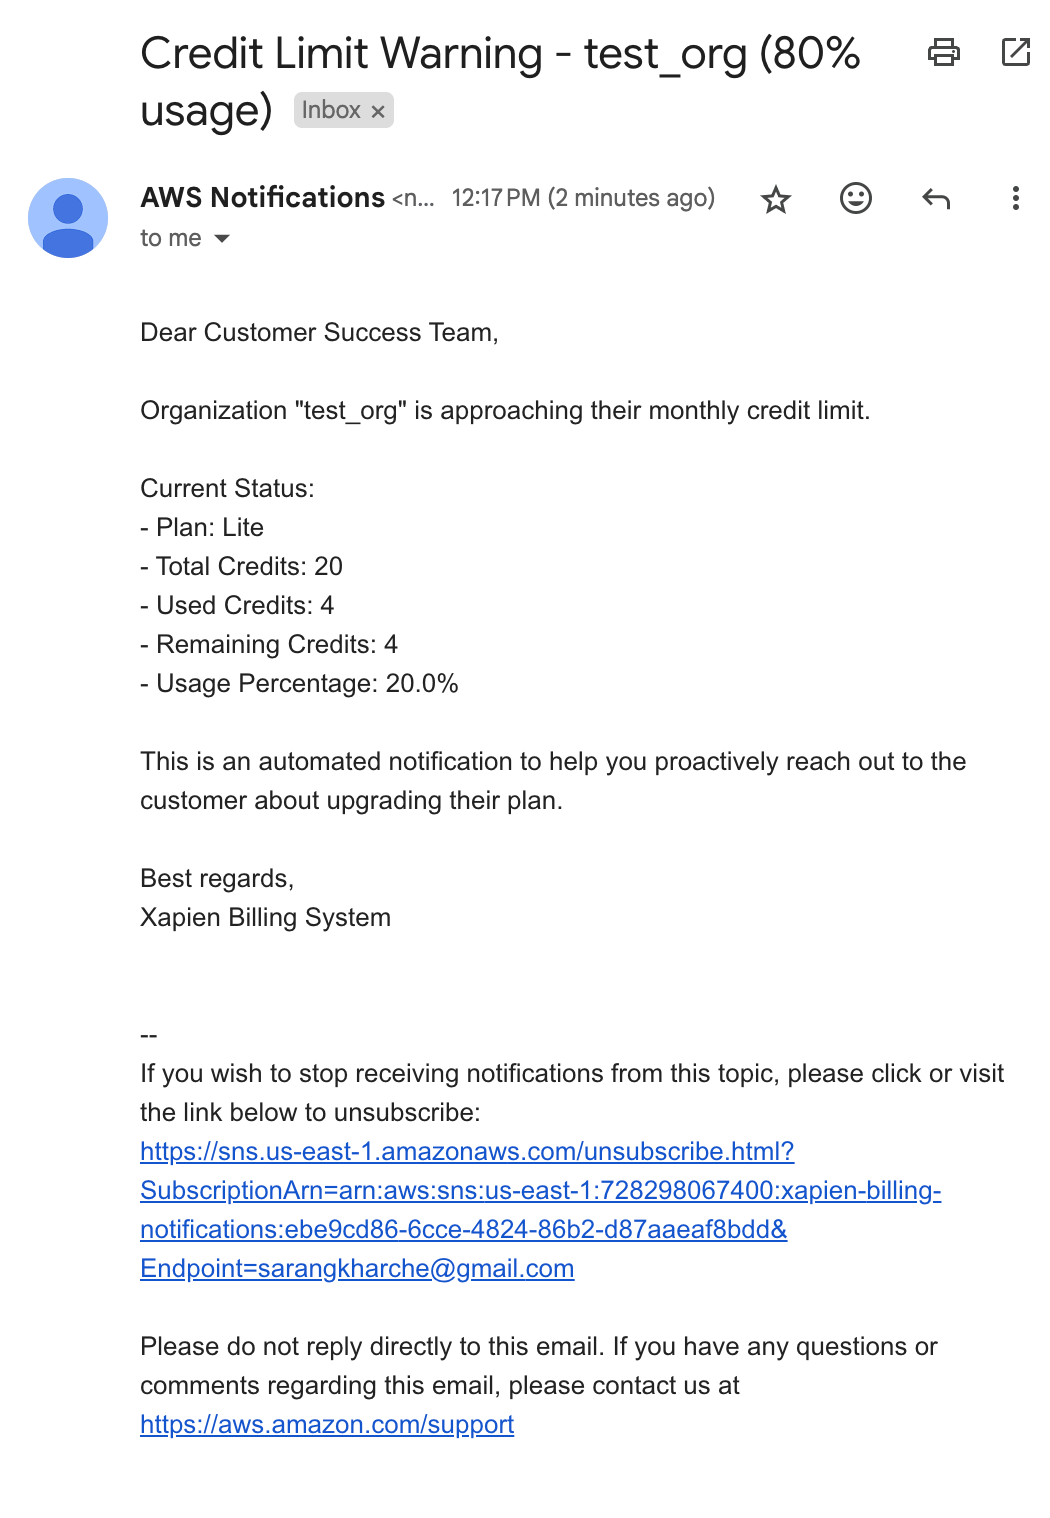 Credit Limit Warning - test_org (80%
usage) Inbox ×
AWS Notifications <n... 12:17 PM (2 minutes ago)
to me
Dear Customer Success Team,
Organization "test_org" is approaching their monthly credit limit.
Current Status:
- Plan: Lite
- Total Credits: 20
- Used Credits: 4
- Remaining Credits: 4
- Usage Percentage: 20.0%
This is an automated notification to help you proactively reach out to the
customer about upgrading their plan.
Best regards,
Xapien Billing System
--
If you wish to stop receiving notifications from this topic, please click or visit
the link below to unsubscribe:
https://sns.us-east-1.amazonaws.com/unsubscribe.html?
SubscriptionArn=arn:aws:sns:us-east-1:728298067400:xapien-billing-
notifications:ebe9cd86-6cce-4824-86b2-d87aaeaf8bdd&
Endpoint=sarangkharche@gmail.com
Please do not reply directly to this email. If you have any questions or
comments regarding this email, please contact us at
https://aws.amazon.com/support